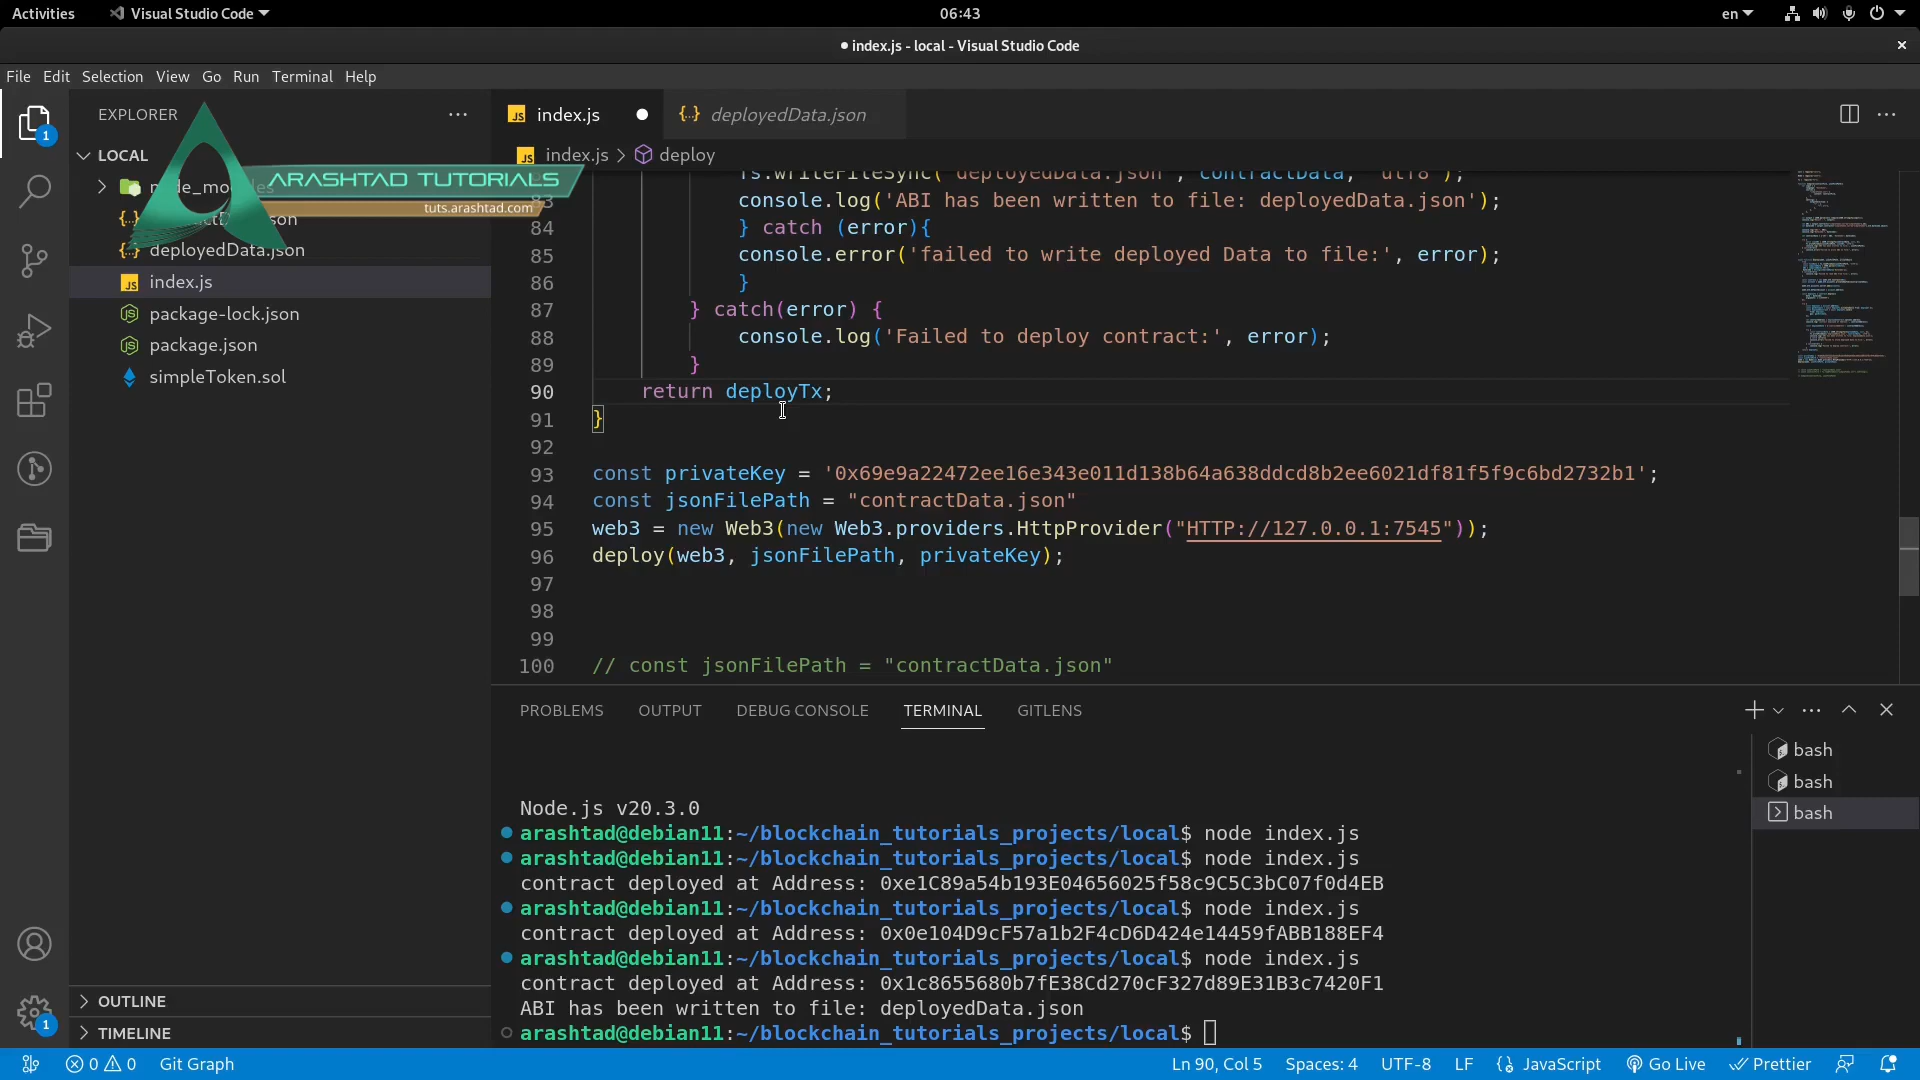 Activities
Visual Studio Code
06:43
en
index.js - local - Visual Studio Code
File Edit Selection View Go Run Terminal Help
EXPLORER
LOCAL
deployedData.json
index.js
package-lock.json
package.json
simpleToken.sol
OUTLINE
TIMELINE
1
1
ARASHTAD TUTORIALS
tuts.arashtad.com
index.js
deployedData.json
index.js > deploy
83 console.log('ABI has been written to file: deployedData.json');
84 } catch (error){
85 console.error('failed to write deployed Data to file:', error);
86 }
87 } catch(error) {
88 console.log('Failed to deploy contract:', error);
89 }
90 return deployTx;
91 }
92
93 const privateKey = '0x69e9a22472ee16e343e011d138b64a638ddcd8b2ee6021df81f5f9c6bd2732b1';
94 const jsonFilePath = "contractData.json"
95 web3 = new Web3(new Web3.providers.HttpProvider("HTTP://127.0.0.1:7545"));
96 deploy(web3, jsonFilePath, privateKey);
97
98
99
100 // const jsonFilePath = "contractData.json"
PROBLEMS OUTPUT DEBUG CONSOLE TERMINAL GITLENS
Node.js v20.3.0
arashtad@debian11:~/blockchain_tutorials_projects/local$ node index.js
arashtad@debian11:~/blockchain_tutorials_projects/local$ node index.js
contract deployed at Address: 0xe1C89a54b193E04656025f58c9C5C3bC07f0d4EB
arashtad@debian11:~/blockchain_tutorials_projects/local$ node index.js
contract deployed at Address: 0x0e104D9cF57a1b2F4cD6D424e14459fABB188EF4
arashtad@debian11:~/blockchain_tutorials_projects/local$ node index.js
contract deployed at Address: 0x1c8655680b7fE38Cd270cF327d89E31B3c7420F1
ABI has been written to file: deployedData.json
arashtad@debian11:~/blockchain_tutorials_projects/local$
bash
bash
bash
0 0 Git Graph
Ln 90, Col 5 Spaces: 4 UTF-8 LF JavaScript Go Live Prettier